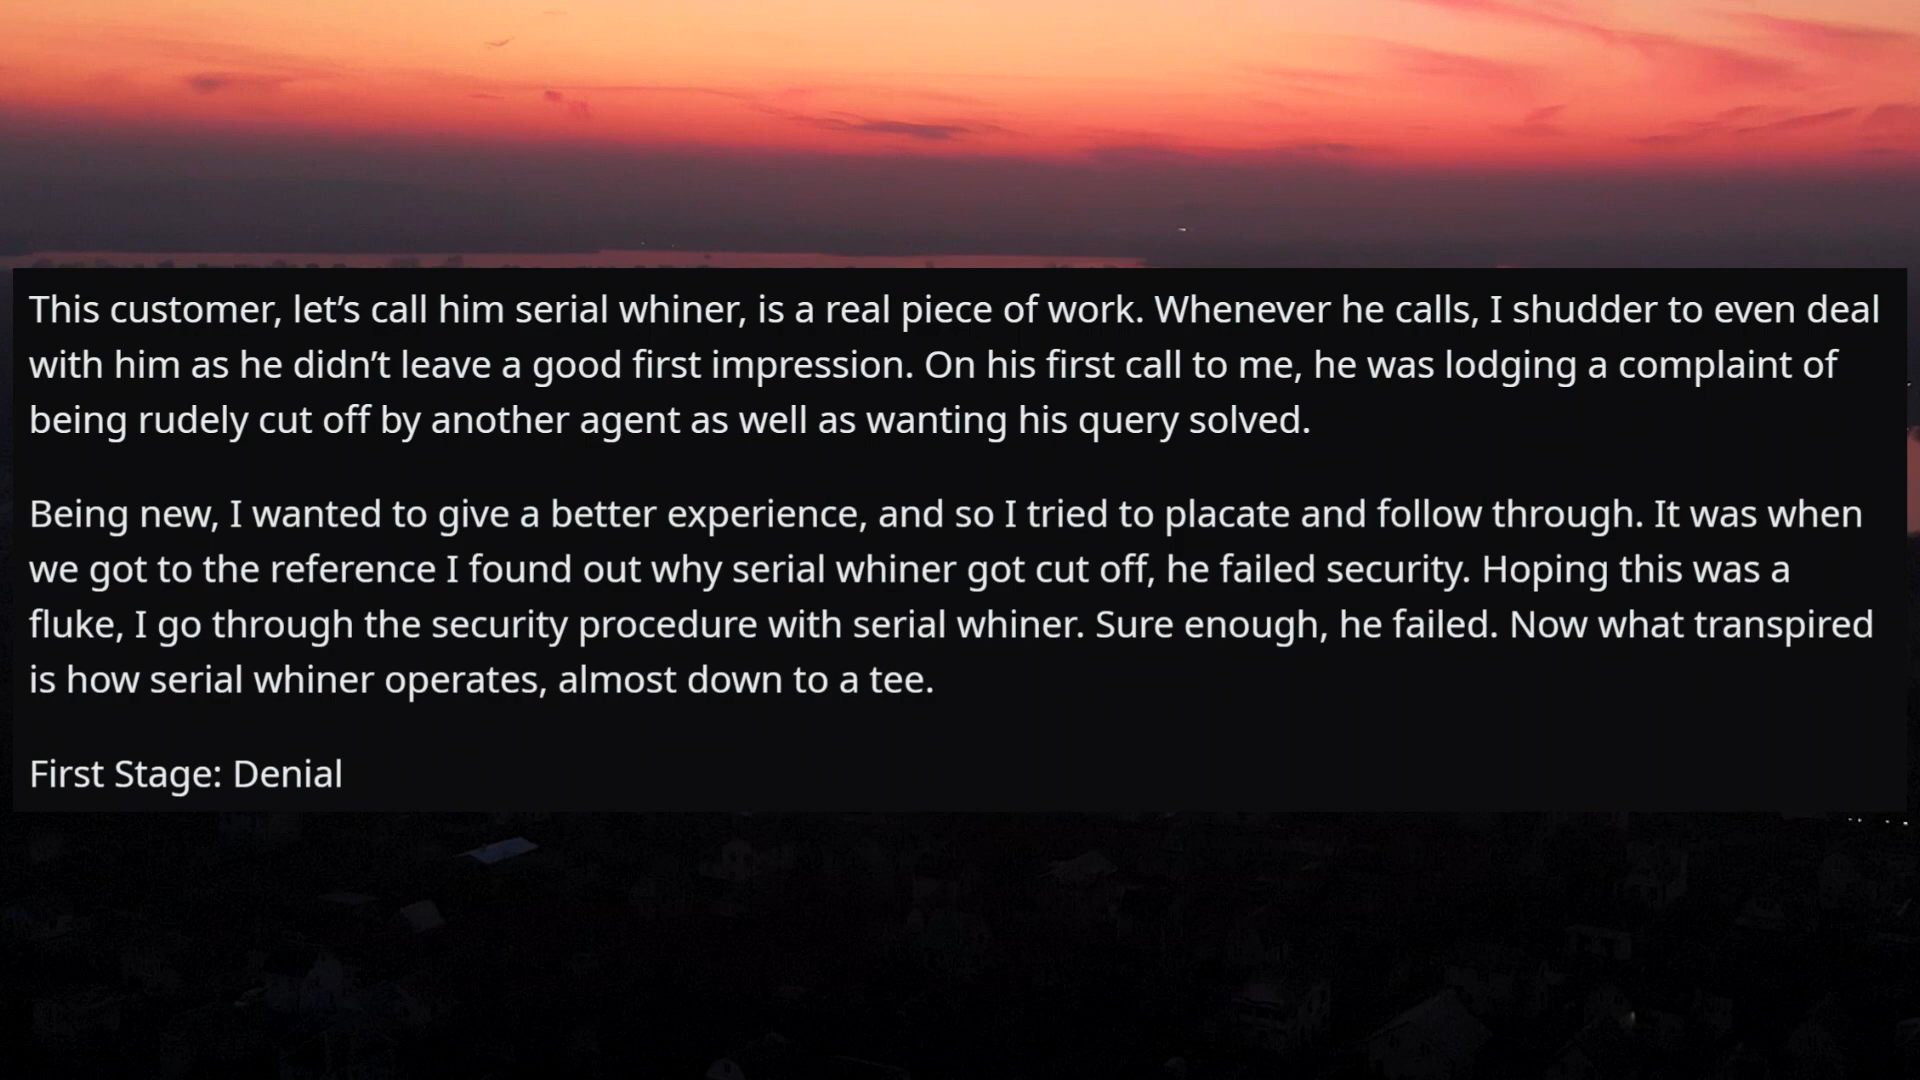 This customer, let’s call him serial whiner, is a real piece of work. Whenever he calls, I shudder to even deal
with him as he didn’t leave a good first impression. On his first call to me, he was lodging a complaint of
being rudely cut off by another agent as well as wanting his query solved.
Being new, I wanted to give a better experience, and so I tried to placate and follow through. It was when
we got to the reference I found out why serial whiner got cut off, he failed security. Hoping this was a
fluke, I go through the security procedure with serial whiner. Sure enough, he failed. Now what transpired
is how serial whiner operates, almost down to a tee.
First Stage: Denial